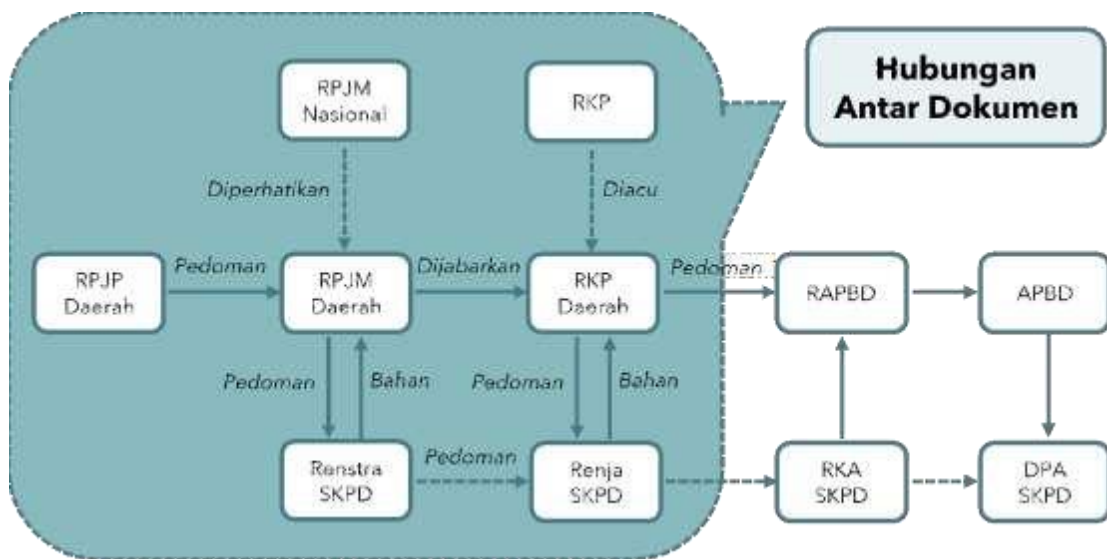 Hubungan
Antar Dokumen
RPJM
Nasional
RKP
Diperhatikan
Diacu
RPJP
Daerah
Pedoman
RPJM
Daerah
Dijabarkan
RKP
Daerah
Pedoman
RAPBD
APBD
Pedoman
Bahan
Pedoman
Bahan
Renstra
SKPD
Pedoman
Renja
SKPD
RKA
SKPD
DPA
SKPD